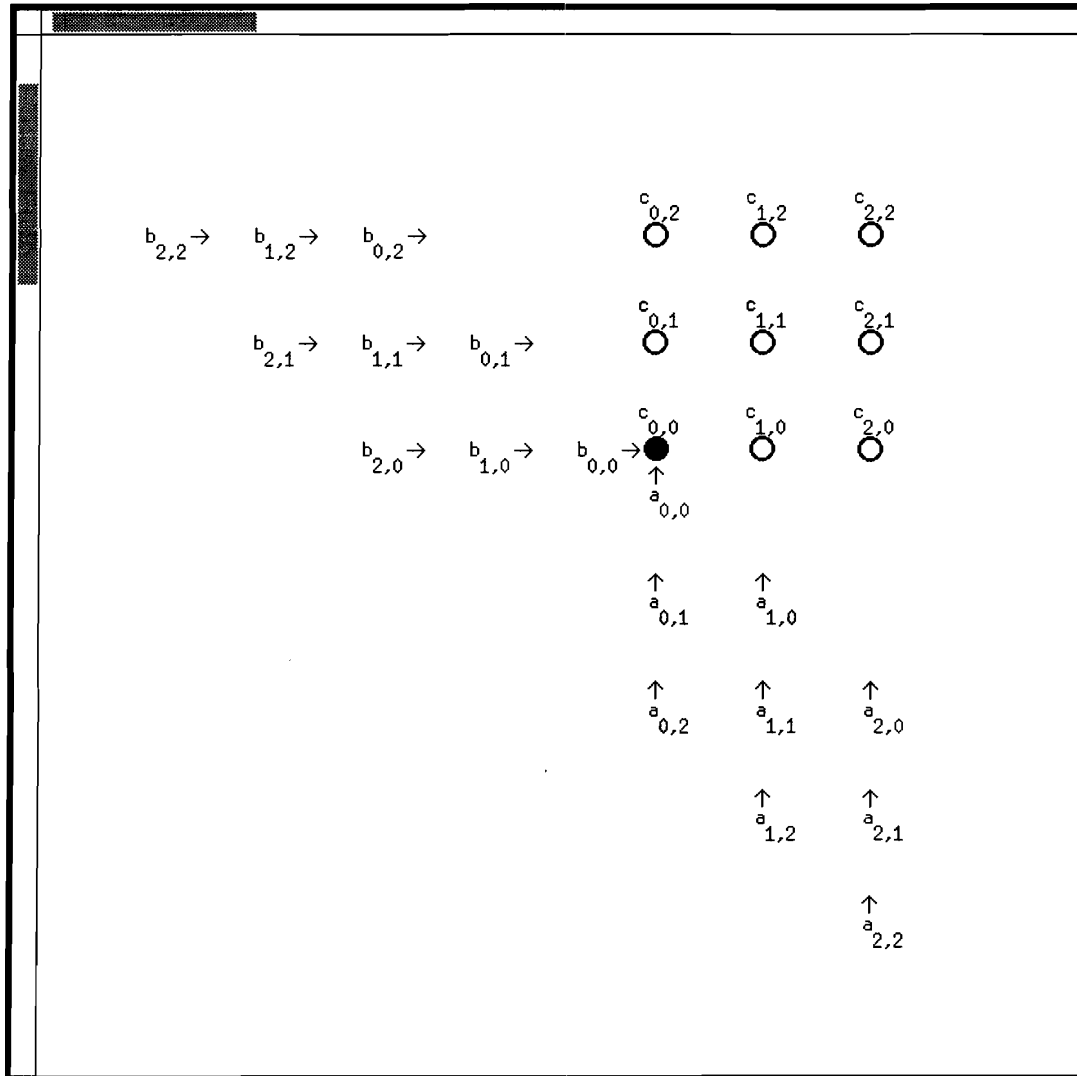 c0,2 c1,2 c2,2
b2,2→ b1,2→ b0,2→
c0,1 c1,1 c2,1
b2,1→ b1,1→ b0,1→
c0,0 c1,0 c2,0
b2,0→ b1,0→ b0,0→
↑ a0,0
↑ a0,1 ↑ a1,0
↑ a0,2 ↑ a1,1 ↑ a2,0
↑ a1,2 ↑ a2,1
↑ a2,2